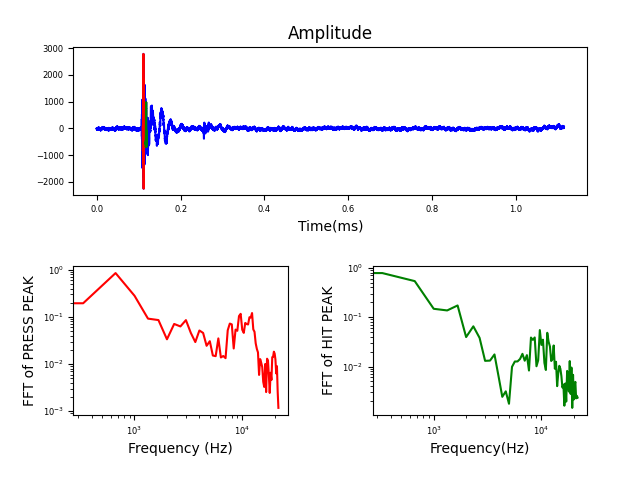 Amplitude
3000
2000
1000
0
−1000
−2000
0.0 0.2 0.4 0.6 0.8 1.0
Time(ms)
FFT of PRESS PEAK
10⁰
10⁻¹
10⁻²
10⁻³
10³ 10⁴
Frequency (Hz)
FFT of HIT PEAK
10⁰
10⁻¹
10⁻²
10³ 10⁴
Frequency(Hz)